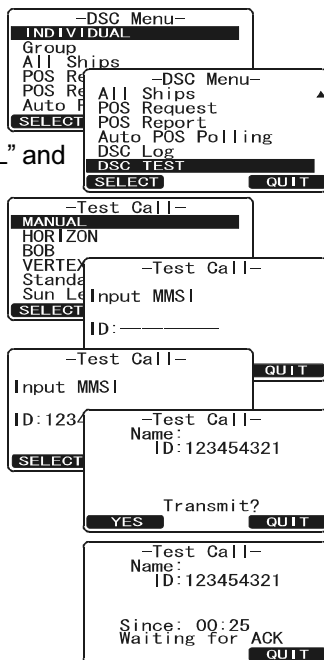 —DSC Menu—
INDIVIDUAL
Group
All Ships
POS Re
POS Re
Auto P
SELECT
—DSC Menu—
All Ships
POS Request
POS Report
Auto POS Polling
DSC Log
DSC TEST
SELECT QUIT
” and
—Test Call—
MANUAL
HORIZON
BOB
VERTEX
Standa
Sun Le
SELECT
—Test Call—
Input MMSI
ID:—————————
QUIT
—Test Call—
Input MMSI
ID:1234
SELECT
—Test Call—
Name:
ID:123454321
Transmit?
YES QUIT
—Test Call—
Name:
ID:123454321
Since: 00:25
Waiting for ACK
QUIT